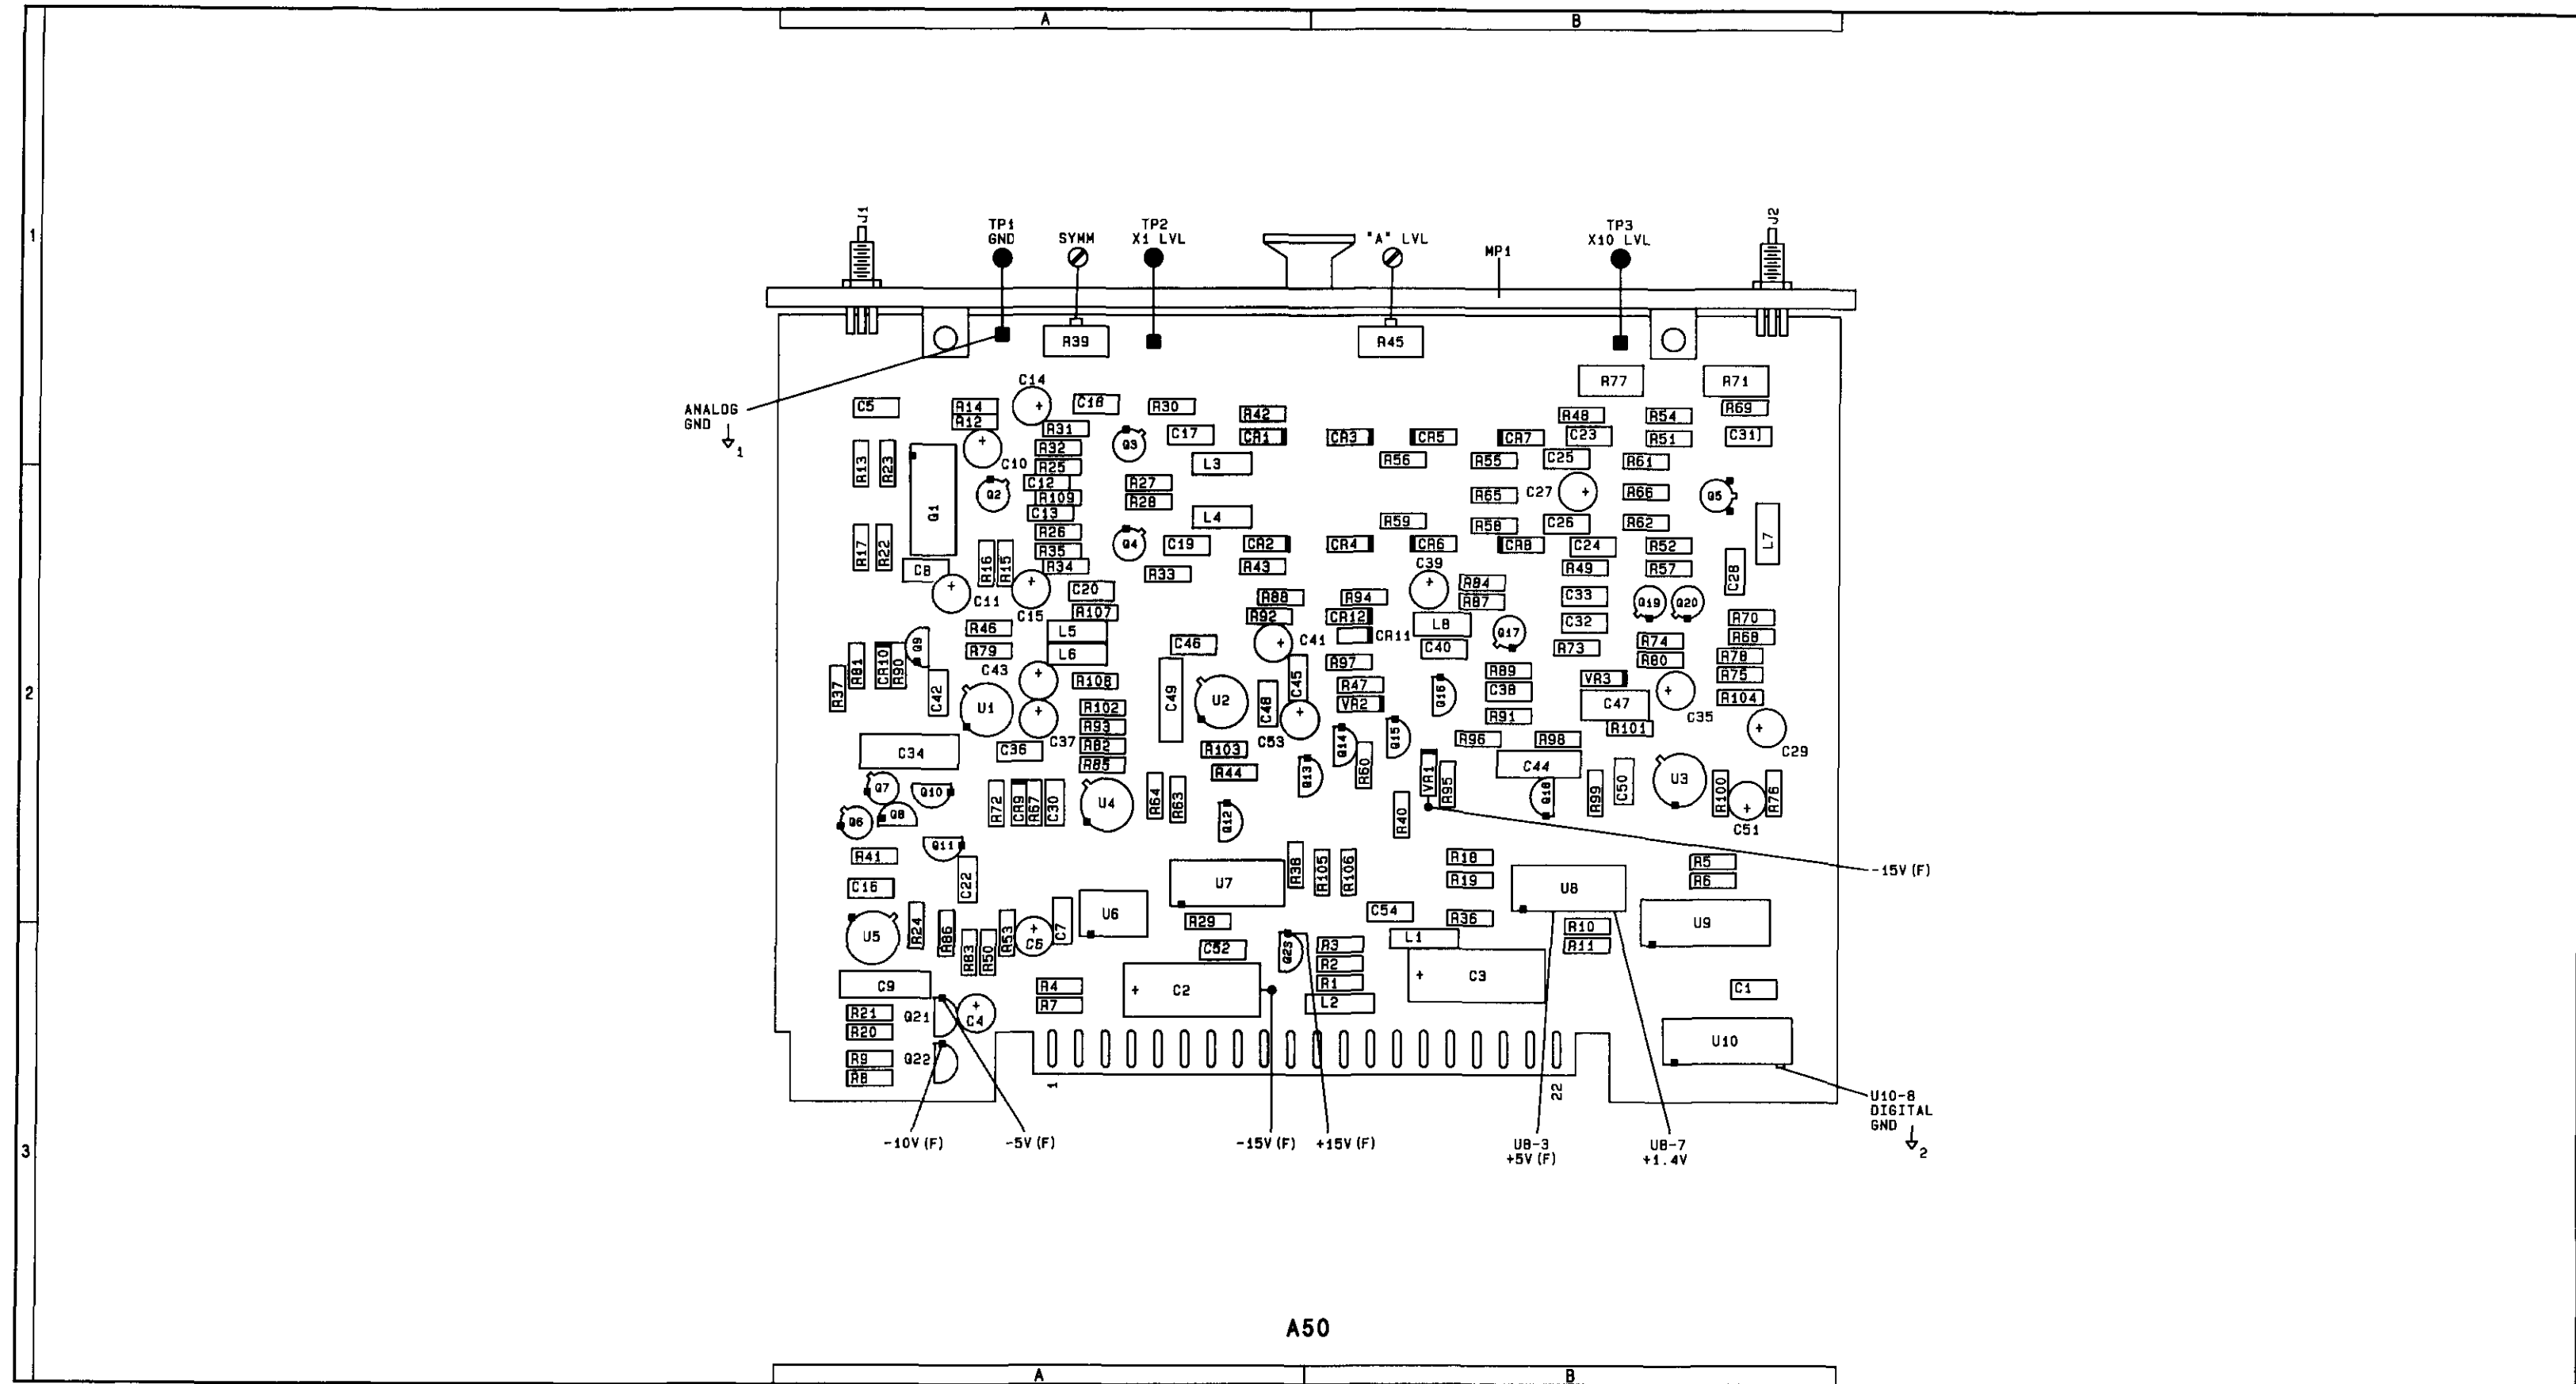 A B
1
J1 J2
TP1 TP2 TP3
GND SYMM X1 LVL "A" LVL X10 LVL
MP1
R39 R45
R77 R71
C14
ANALOG
GND
1
C5 R14 C18 R30 R42 R48 R54 R69
R12 R31 CR1 CR3 CR5 CR7 C23 R51 C31
Q3 C17
R13 R23 C10 R32 L3 R56 R55 C25 R61
R25
Q2 C12 R27 R65 C27 R66 Q5
R109 R28
Q1 C13 L4 R59 R58 C26 R62
R26
R17 R22 R16 R15 R35 Q4 C19 CR2 CR4 CR6 CR8 C24 R52 L7
C8 R34 R33 R43 C39 R49 R57 C28
C11 C15 C20 R88 R94 R84 C33 Q19 Q20
R107 R92 CR12 R87
R46 L5 C41 CR11 L8 Q17 C32 R70
Q9 R79 L6 C46 C40 R73 R74 R68
2
R37 R81 CR10 R90 C42 C43 R97 R89 R80 R78
R108 C49 C48 C45 R47 Q16 C38 VR3 R75
U1 U2 VR2 C47 R104
R102 R91 C35
C37 R93 C53 Q14 Q15 R101 C29
C34 C36 R82 R103 R96 R98
R85 R44 Q13 R60 C44 U3
Q7 Q10 R72 CR9 R67 C30 U4 R64 R63 VR1 R95 Q18 R99 C50 R100 R76
Q6 Q8 Q12 R40 C51
Q11
R41 R38 R105 R106 R18 R5
-15V(F)
C16 C22 U7 R19 U8 R6
U6 C54 R36 U9
U5 R24 R86 R53 C6 C7 R29 R10
R83 R50 C52 Q23 R3 L1 R11
R2
C9 R4 C2 R1 C3 C1
R21 Q21 C4 R7 L2
R20
R9 Q22 U10
R8
1 22
U10-8
DIGITAL
GND
2
3
-10V(F) -5V(F) -15V(F) +15V(F) U8-3 U8-7
+5V(F) +1.4V
A50
A B